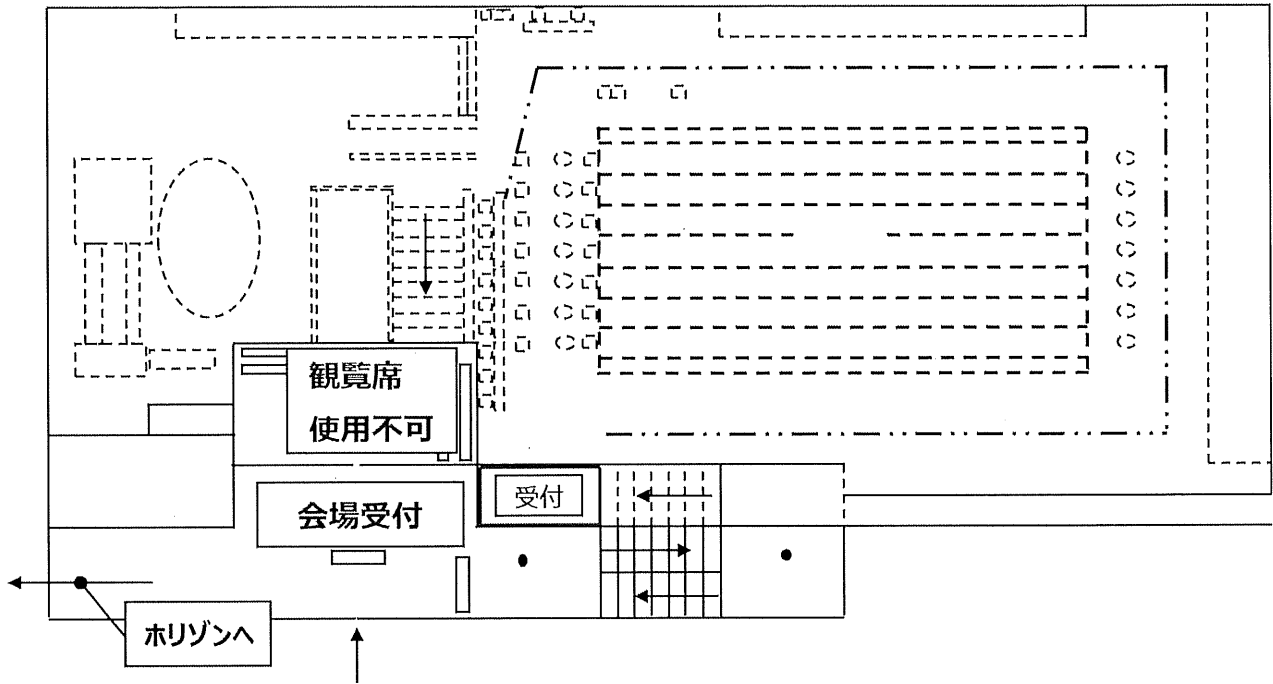 観覧席
使用不可
会場受付
受付
ホリゾンへ